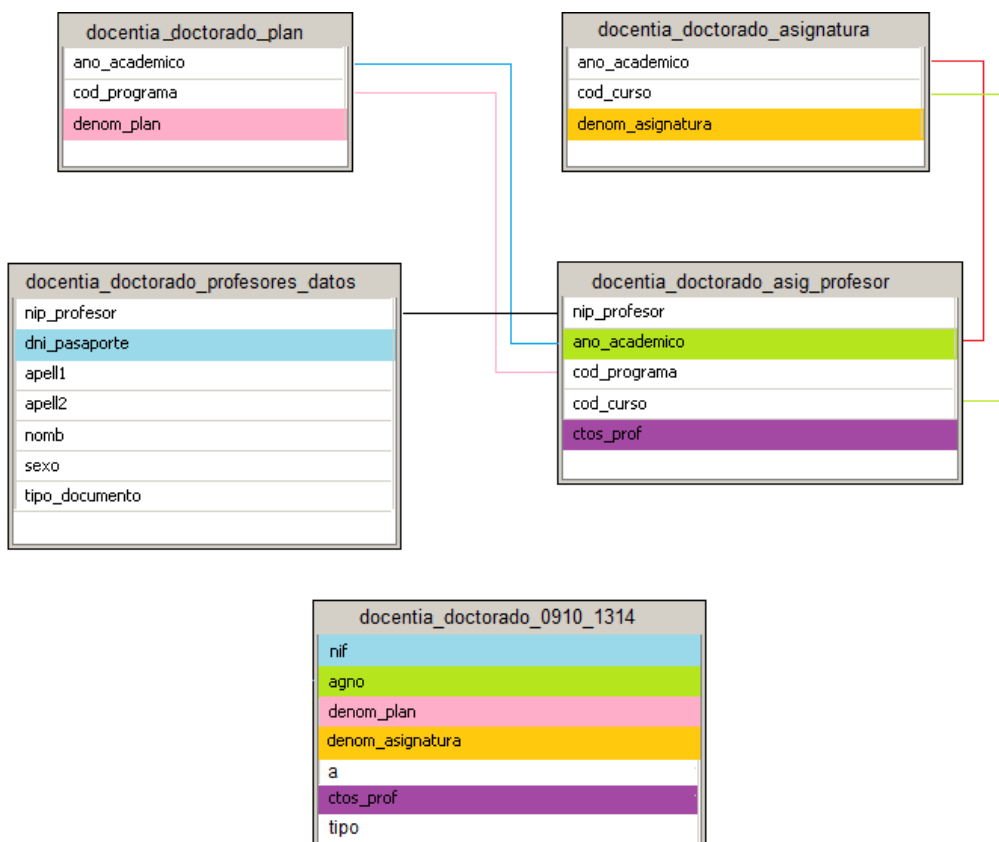 docentia_doctorado_plan
ano_academico
cod_programa
denom_plan
docentia_doctorado_asignatura
ano_academico
cod_curso
denom_asignatura
docentia_doctorado_profesores_datos
nip_profesor
dni_pasaporte
apell1
apell2
nomb
sexo
tipo_documento
docentia_doctorado_asig_profesor
nip_profesor
ano_academico
cod_programa
cod_curso
ctos_prof
docentia_doctorado_0910_1314
nif
agno
denom_plan
denom_asignatura
a
ctos_prof
tipo